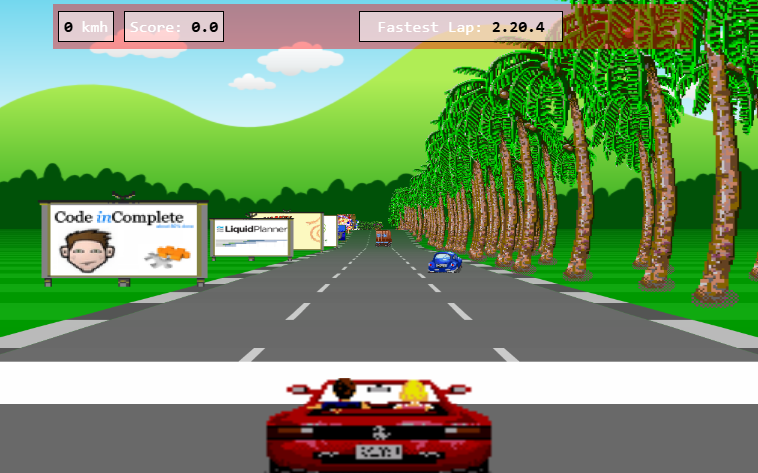 0 kmh
Score: 0.0
Fastest Lap: 2.20.4
Code inComplete
LiquidPlanner